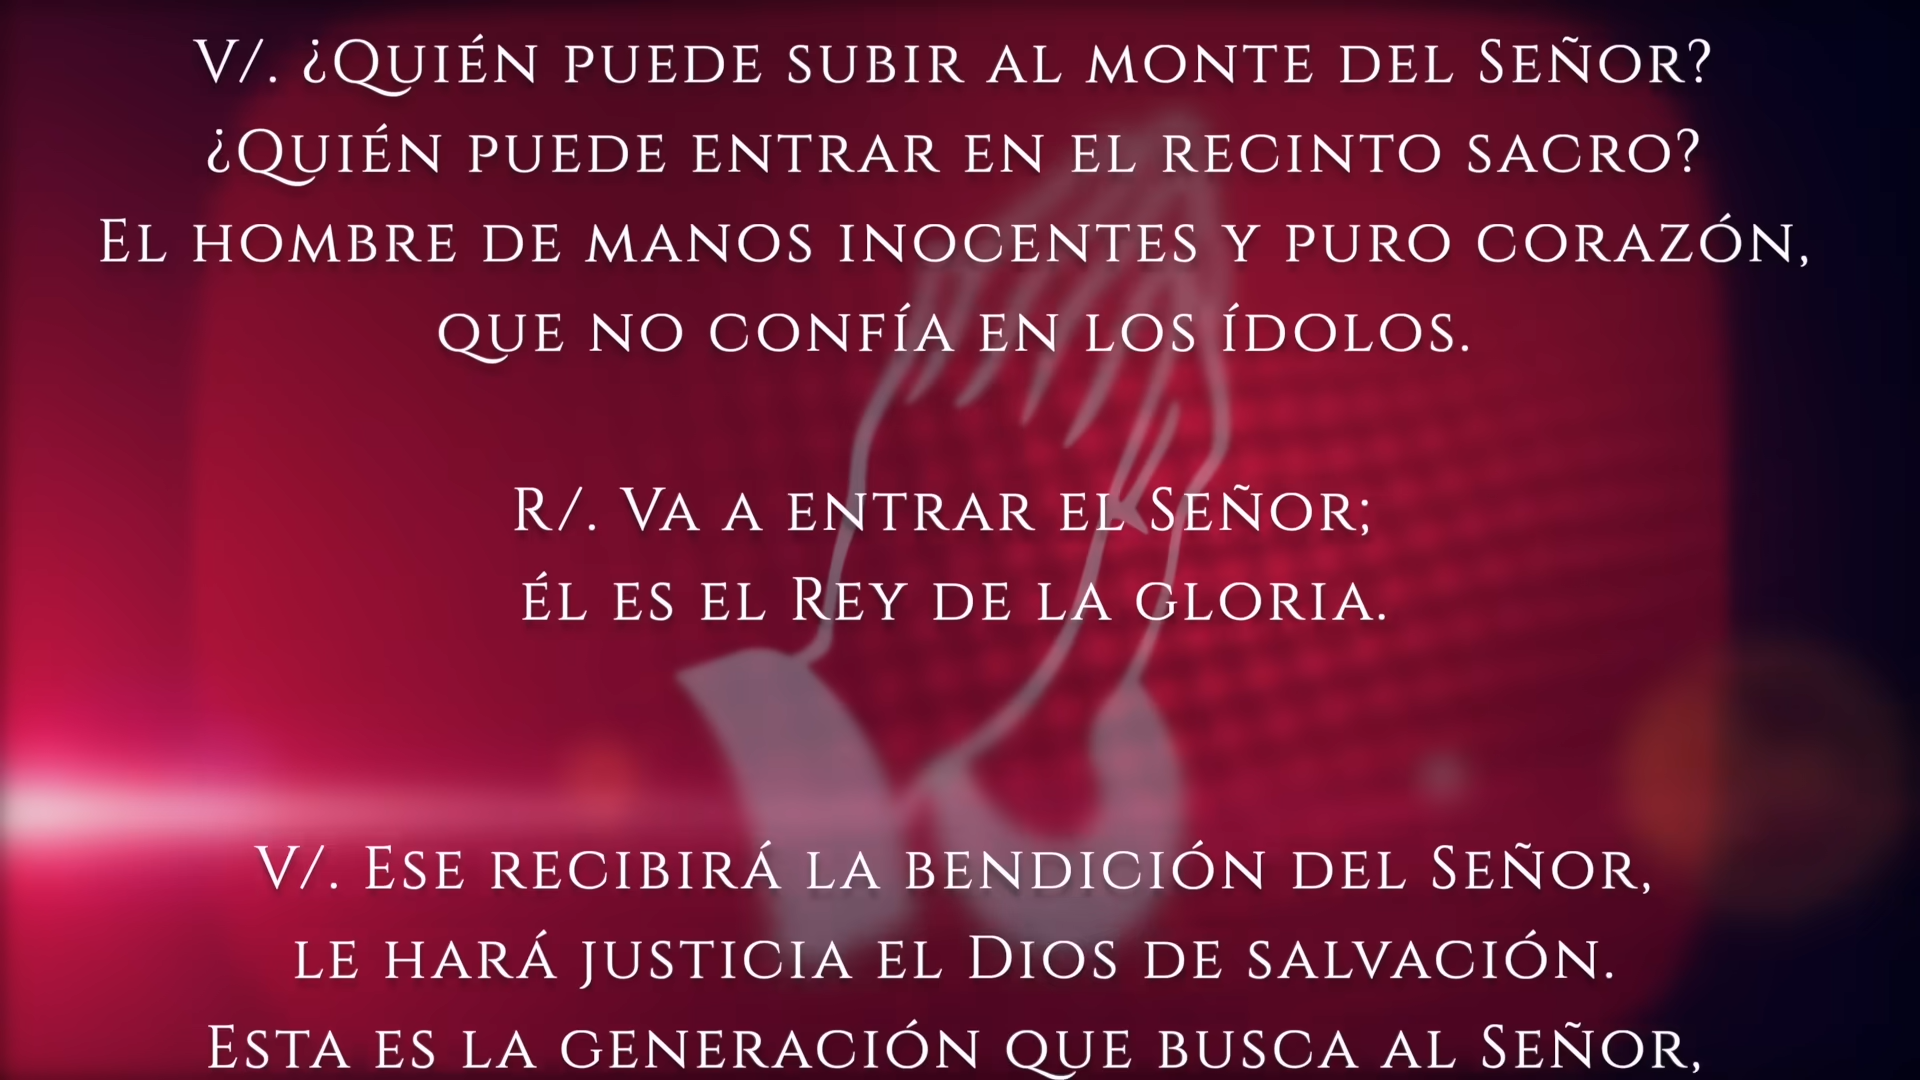 V/. ¿Quién puede subir al monte del Señor?
¿Quién puede entrar en el recinto sacro?
El hombre de manos inocentes y puro corazón,
que no confía en los ídolos.
R/. Va a entrar el Señor;
él es el Rey de la gloria.
V/. Ese recibirá la bendición del Señor,
le hará justicia el Dios de salvación.
Esta es la generación que busca al Señor,